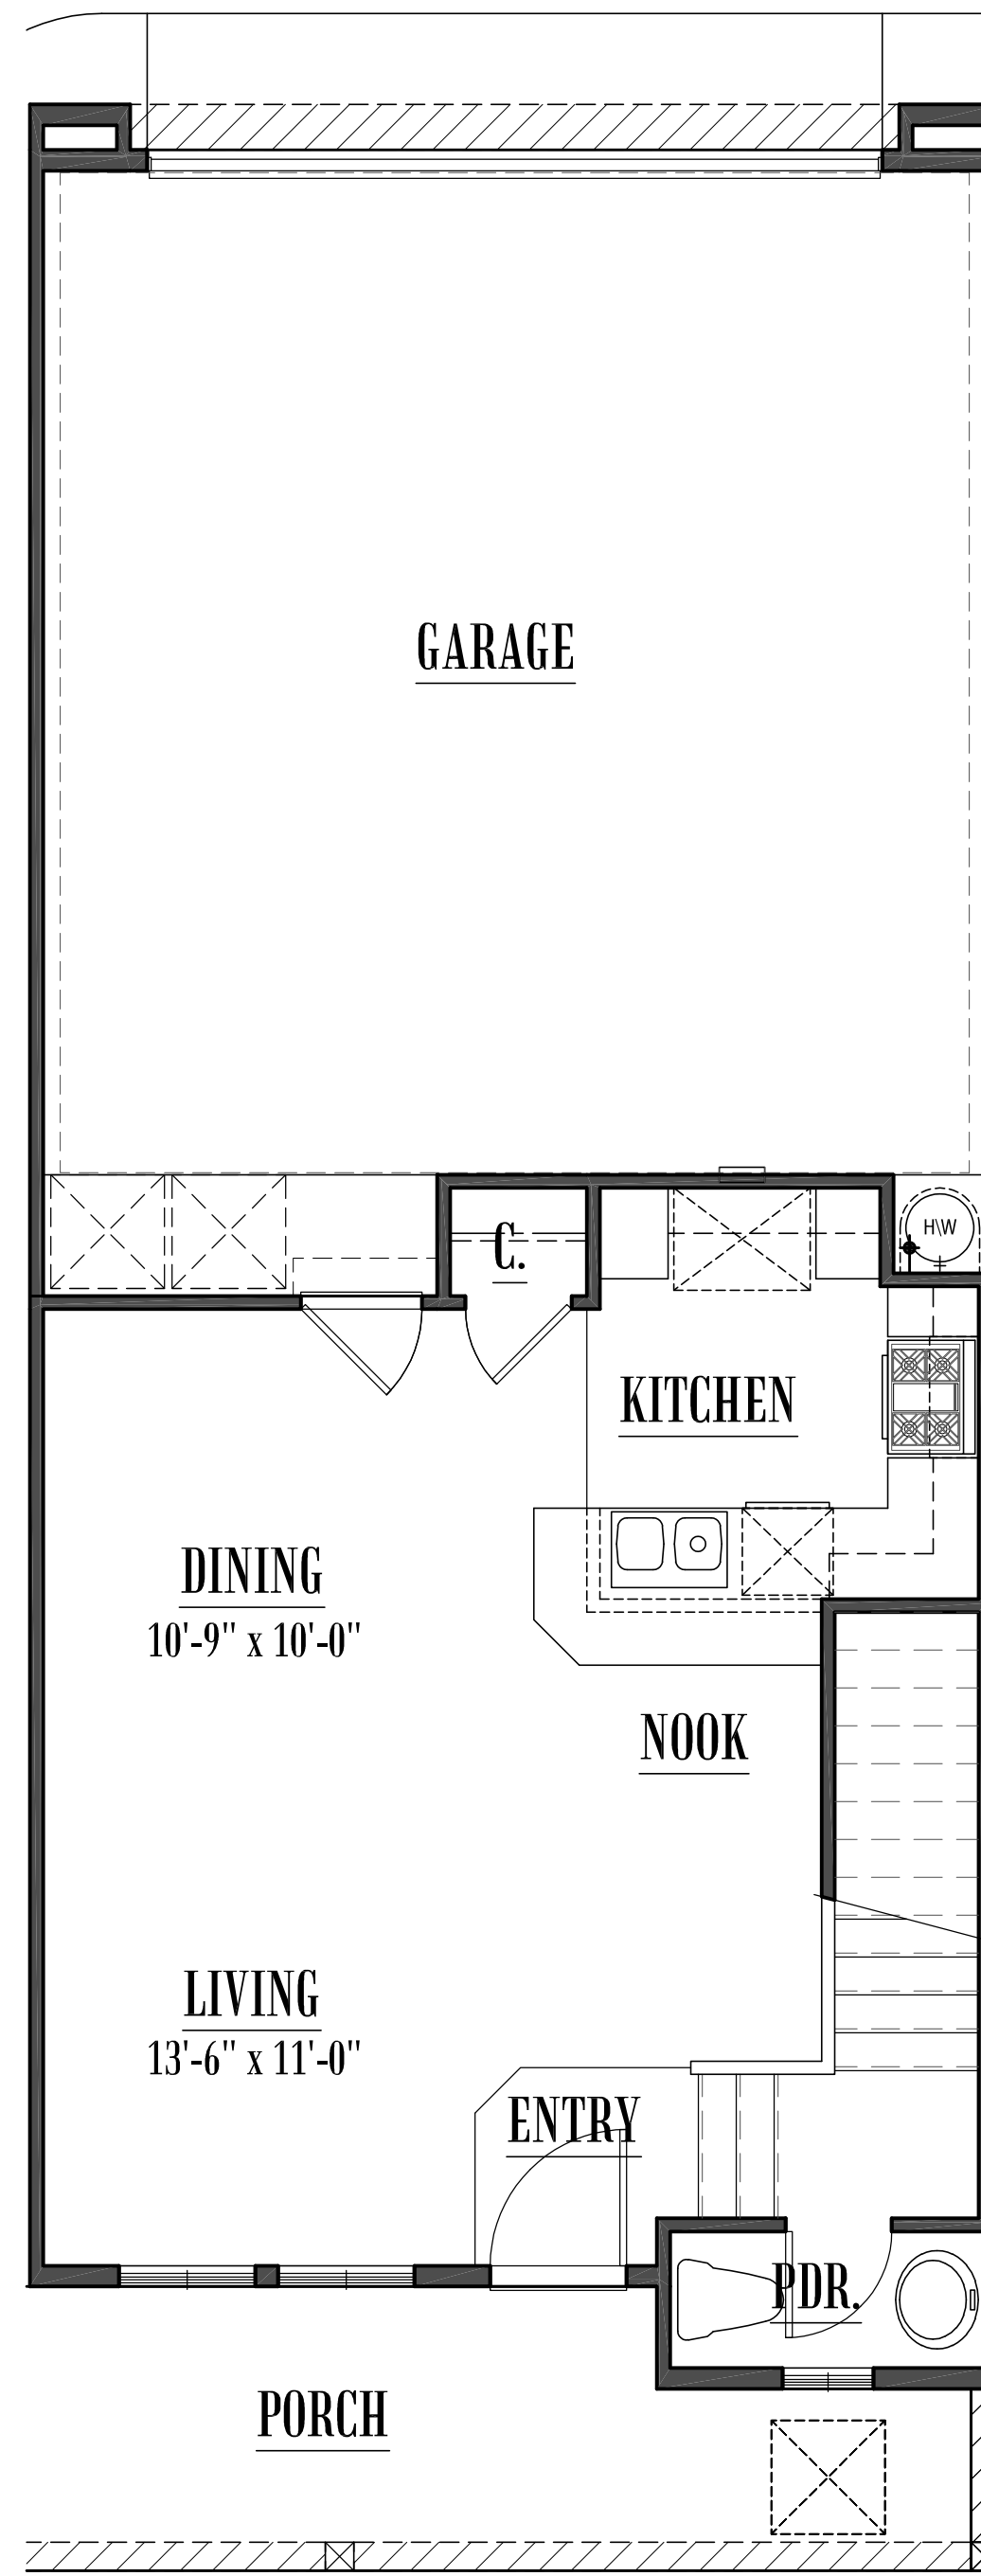 GARAGE
C.
H\W
KITCHEN
DINING
10'-9" x 10'-0"
NOOK
LIVING
13'-6" x 11'-0"
ENTRY
PDR.
PORCH